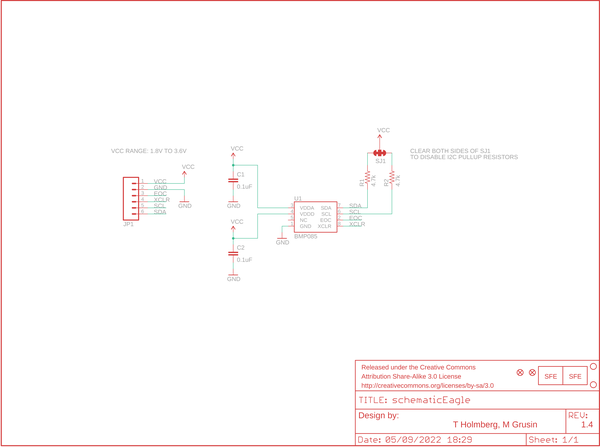 VCC
VCC RANGE: 1.8V TO 3.6V
VCC
CLEAR BOTH SIDES OF SJ1
TO DISABLE I2C PULLUP RESISTORS.
SJ1
VCC
C1
0.1uF
R1
4.7k
R2
4.7k
1 VCC
2 GND
3 EOC
4 XCLR
5 SCL
6 SDA
JP1
GND
GND
U1
VDDA SDA SDA
VDDD SCL SCL
NC EOC EOC
GND XCLR XCLR
BMP085
GND
VCC
C2
0.1uF
GND
Released under the Creative Commons
Attribution Share-Alike 3.0 License
http://creativecommons.org/licenses/by-sa/3.0
SFE SFE
TITLE: schematicEagle
Design by:
T Holmberg, M Grusin
REV:
1.4
Date: 05/09/2022 18:29
Sheet: 1/1